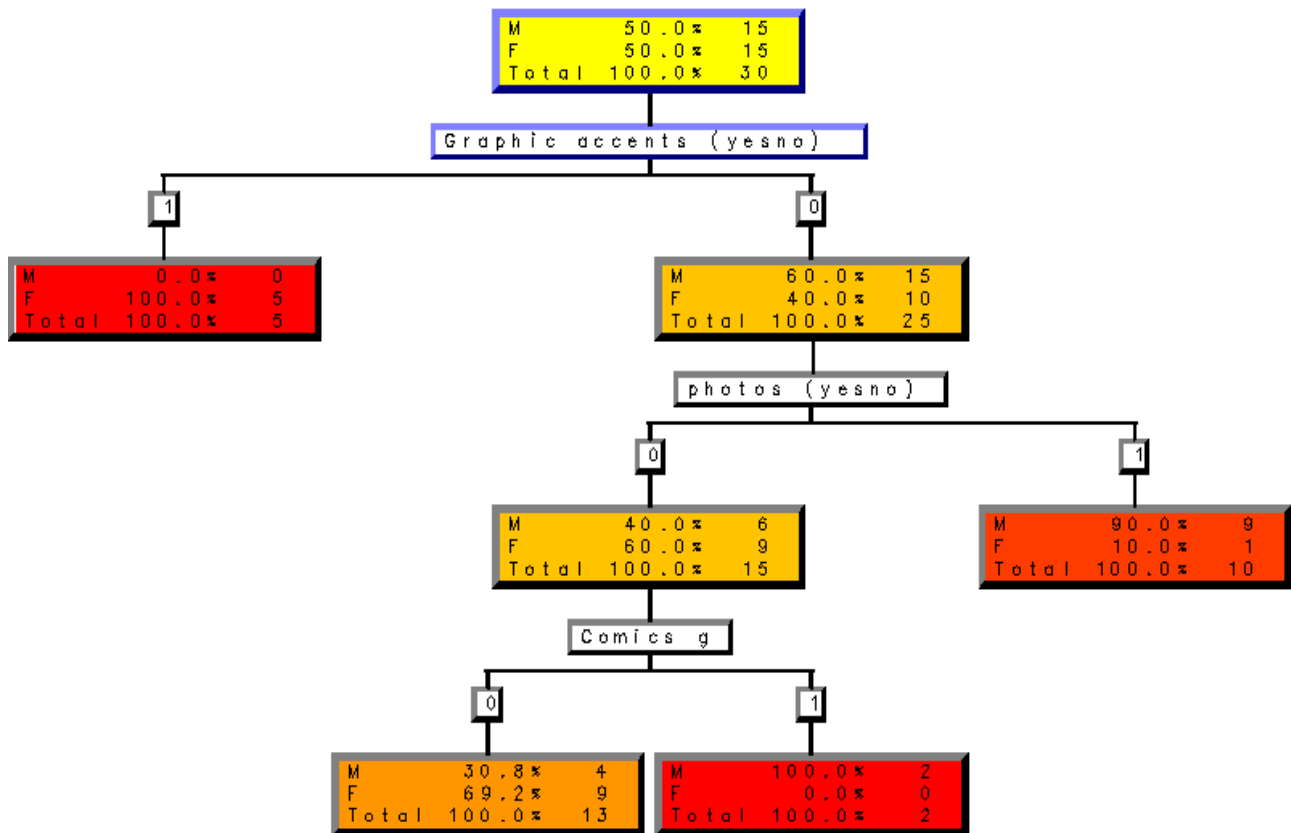 M 50.0% 15
F 50.0% 15
Total 100.0% 30
Graphic accents (yesno)
1
0
M 0.0% 0
F 100.0% 5
Total 100.0% 5
M 60.0% 15
F 40.0% 10
Total 100.0% 25
photos (yesno)
0
1
M 40.0% 6
F 60.0% 9
Total 100.0% 15
M 90.0% 9
F 10.0% 1
Total 100.0% 10
Comics g
0
1
M 30.8% 4
F 69.2% 9
Total 100.0% 13
M 100.0% 2
F 0.0% 0
Total 100.0% 2